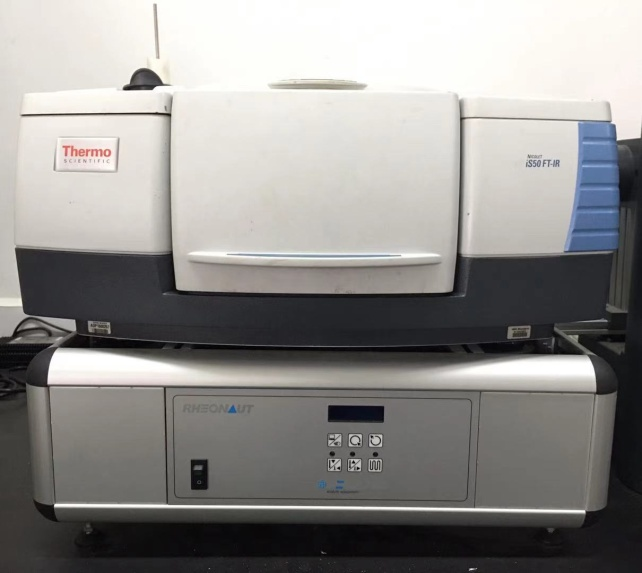 Thermo
SCIENTIFIC
NICOLET
iS50 FT-IR
RHEONAUT